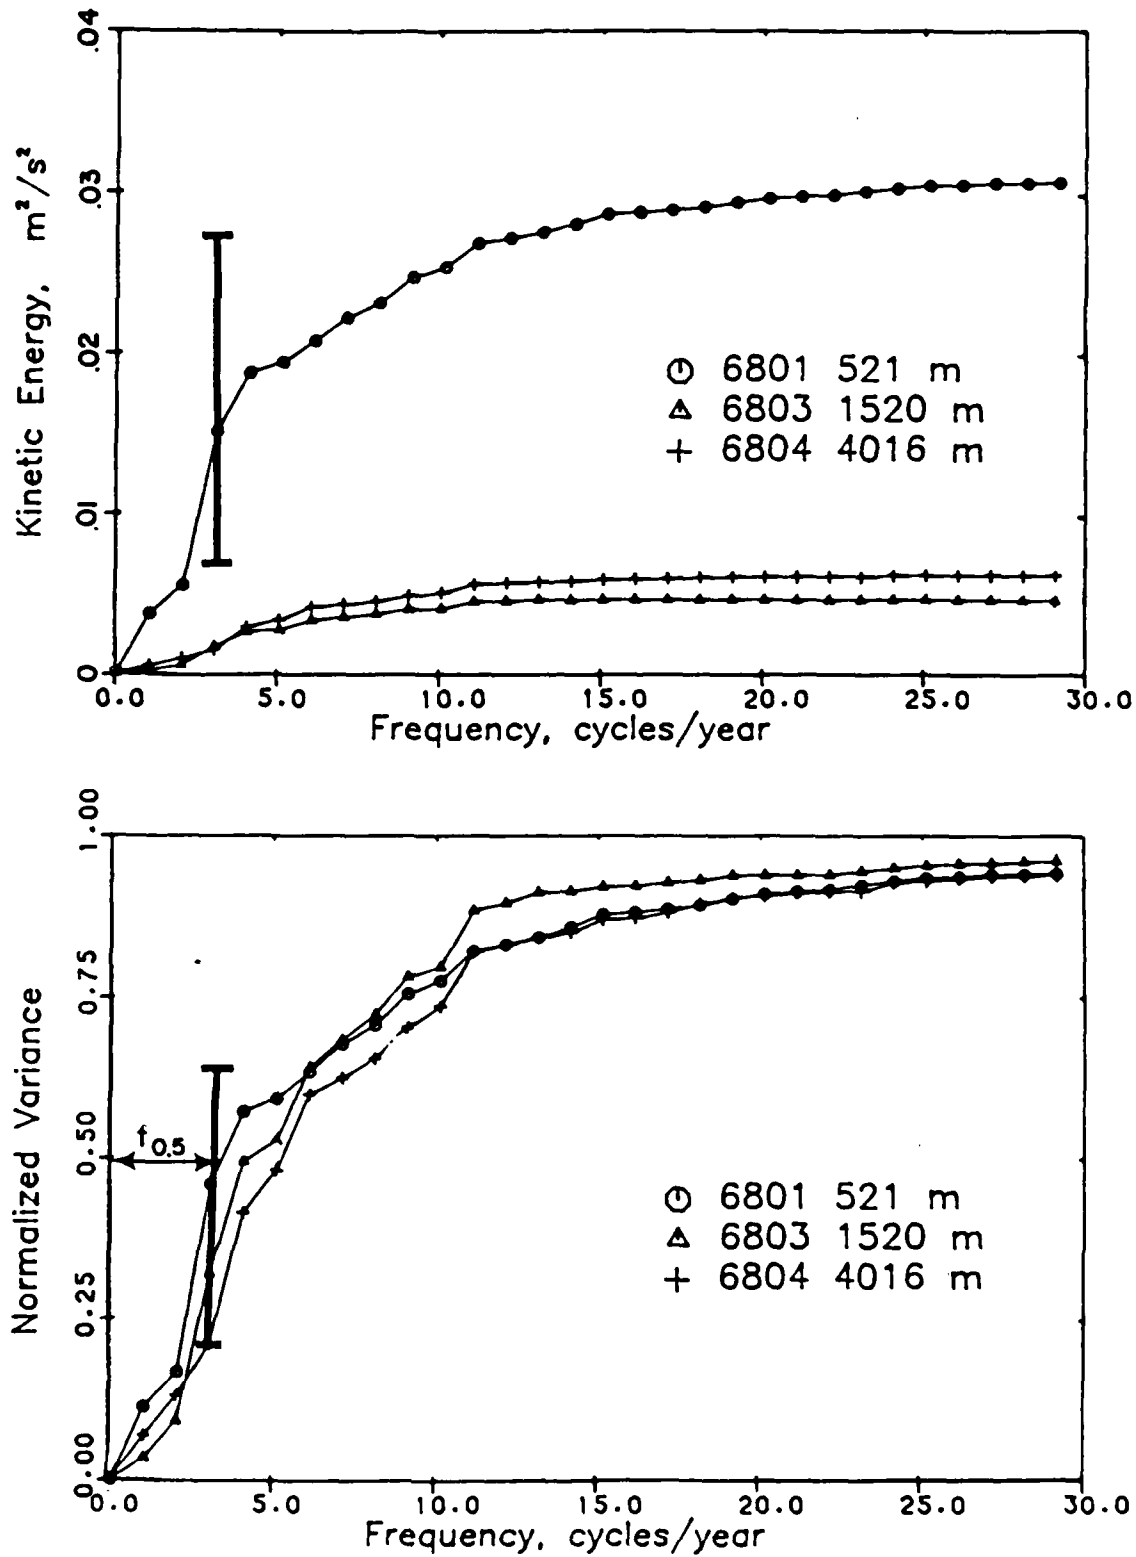 .04
.03
.02
.01
0
Kinetic Energy, m²/s²
6801 521 m
6803 1520 m
6804 4016 m
0.0 5.0 10.0 15.0 20.0 25.0 30.0
Frequency, cycles/year
1.00
0.75
0.50
0.25
0.00
Normalized Variance
f0.5
6801 521 m
6803 1520 m
6804 4016 m
0.0 5.0 10.0 15.0 20.0 25.0 30.0
Frequency, cycles/year